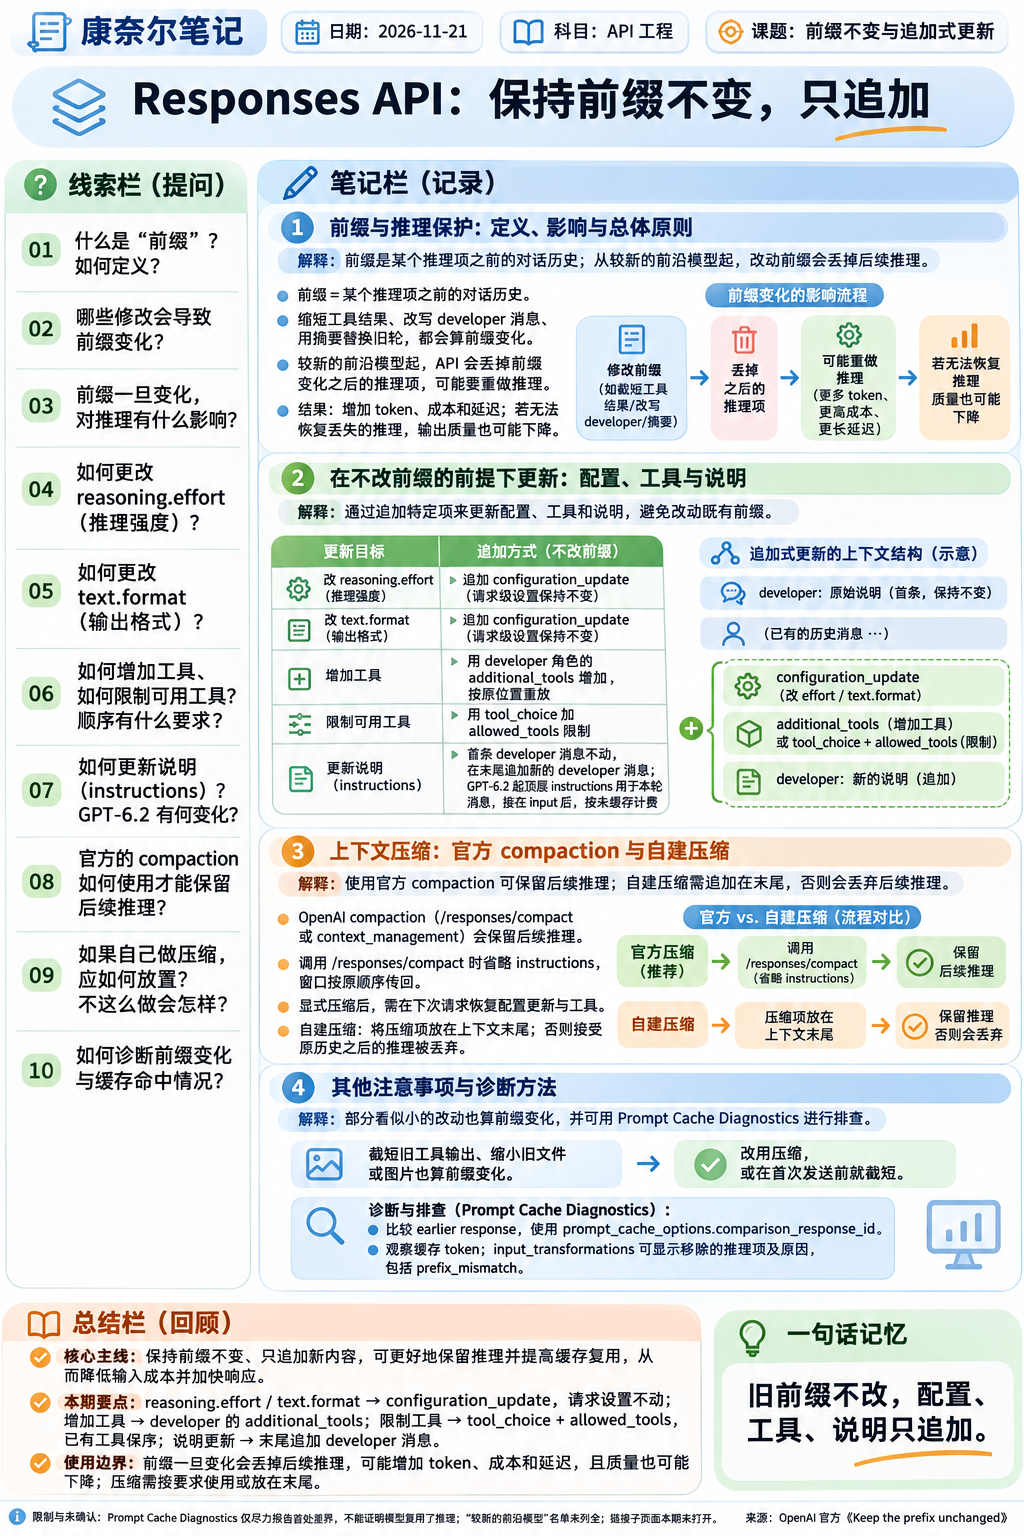 康奈尔笔记
日期：2026-11-21
科目：API 工程
课题：前缀不变与追加式更新
Responses API：保持前缀不变，只追加
线索栏（提问）
01
什么是“前缀”？
如何定义？
02
哪些修改会导致
前缀变化？
03
前缀一旦变化，
对推理有什么影响？
04
如何更改
reasoning.effort
（推理强度）？
05
如何更改
text.format
（输出格式）？
06
如何增加工具、
如何限制可用工具？
顺序有什么要求？
07
如何更新说明
（instructions）？
GPT-6.2 有何变化？
08
官方的 compaction
如何使用才能保留
后续推理？
09
如果自己做压缩，
应如何放置？
不这么做会怎样？
10
如何诊断前缀变化
与缓存命中情况？
笔记栏（记录）
1 前缀与推理保护：定义、影响与总体原则
解释：前缀是某个推理项之前的对话历史；从较新的前沿模型起，改动前缀会丢掉后续推理。
前缀＝某个推理项之前的对话历史。
缩短工具结果、改写 developer 消息、
用摘要替换旧轮，都会算前缀变化。
较新的前沿模型起，API 会丢掉前缀
变化之后的推理项，可能要重做推理。
结果：增加 token、成本和延迟；若无法
恢复丢失的推理，输出质量也可能下降。
前缀变化的影响流程
修改前缀
（如截短工具
结果/改写
developer/摘要）
丢掉
之后的
推理项
可能重做
推理
（更多 token、
更高成本、
更长延迟）
若无法恢复
推理
质量也可能
下降
2 在不改前缀的前提下更新：配置、工具与说明
解释：通过追加特定项来更新配置、工具和说明，避免改动既有前缀。
更新目标
追加方式（不改前缀）
改 reasoning.effort
（推理强度）
追加 configuration_update
（请求级设置保持不变）
改 text.format
（输出格式）
追加 configuration_update
（请求级设置保持不变）
增加工具
用 developer 角色的
additional_tools 增加，
按原位置重放
限制可用工具
用 tool_choice 加
allowed_tools 限制
更新说明
（instructions）
首条 developer 消息不动，
在末尾追加新的 developer 消息；
GPT-6.2 起顶层 instructions 用于本轮
消息，接在 input 后，按未缓存计费
追加式更新的上下文结构（示意）
developer：原始说明（首条，保持不变）
（已有的历史消息 ···）
configuration_update
（改 effort / text.format）
additional_tools（增加工具）
或 tool_choice + allowed_tools（限制）
developer：新的说明（追加）
3 上下文压缩：官方 compaction 与自建压缩
解释：使用官方 compaction 可保留后续推理；自建压缩需追加在末尾，否则会丢弃后续推理。
OpenAI compaction（/responses/compact
或 context_management）会保留后续推理。
调用 /responses/compact 时省略 instructions，
窗口按原顺序传回。
显式压缩后，需在下次请求恢复配置更新与工具。
自建压缩：将压缩项放在上下文末尾；否则接受
原历史之后的推理被丢弃。
官方 vs. 自建压缩（流程对比）
官方压缩
（推荐）
调用
/responses/compact
（省略 instructions）
保留
后续推理
自建压缩
压缩项放在
上下文末尾
保留推理
否则会丢弃
4 其他注意事项与诊断方法
解释：部分看似小的改动也算前缀变化，并可用 Prompt Cache Diagnostics 进行排查。
截短旧工具输出、缩小旧文件
或图片也算前缀变化。
改用压缩，
或在首次发送前就截短。
诊断与排查（Prompt Cache Diagnostics）：
比较 earlier response，使用 prompt_cache_options.comparison_response_id。
观察缓存 token；input_transformations 可显示移除的推理项及原因，
包括 prefix_mismatch。
总结栏（回顾）
核心主线：保持前缀不变、只追加新内容，可更好地保留推理并提高缓存复用，从
而降低输入成本并加快响应。
本期要点：reasoning.effort / text.format → configuration_update，请求设置不动；
增加工具 → developer 的 additional_tools；限制工具 → tool_choice + allowed_tools，
已有工具保序；说明更新 → 末尾追加 developer 消息。
使用边界：前缀一旦变化会丢掉后续推理，可能增加 token、成本和延迟，且质量也可能
下降；压缩需按要求使用或放在末尾。
一句话记忆
旧前缀不改，配置、
工具、说明只追加。
限制与未确认：Prompt Cache Diagnostics 仅尽力报告首处差界，不能证明模型复用了推理；“较新的前沿模型”名单未列全；链接子页面本期未打开。
来源：OpenAI 官方《Keep the prefix unchanged》